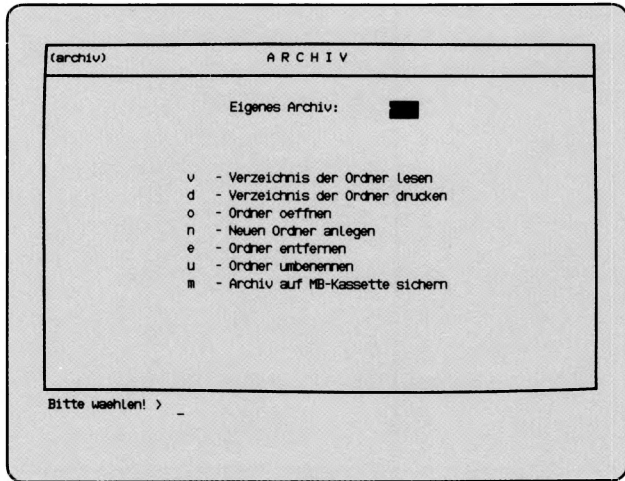 (archiv) ARCHIV
Eigenes Archiv:
v - Verzeichnis der Ordner lesen
d - Verzeichnis der Ordner drucken
o - Ordner oeffnen
n - Neuen Ordner anlegen
e - Ordner entfernen
u - Ordner umbenennen
m - Archiv auf MB-Kassette sichern
Bitte waehlen! > _